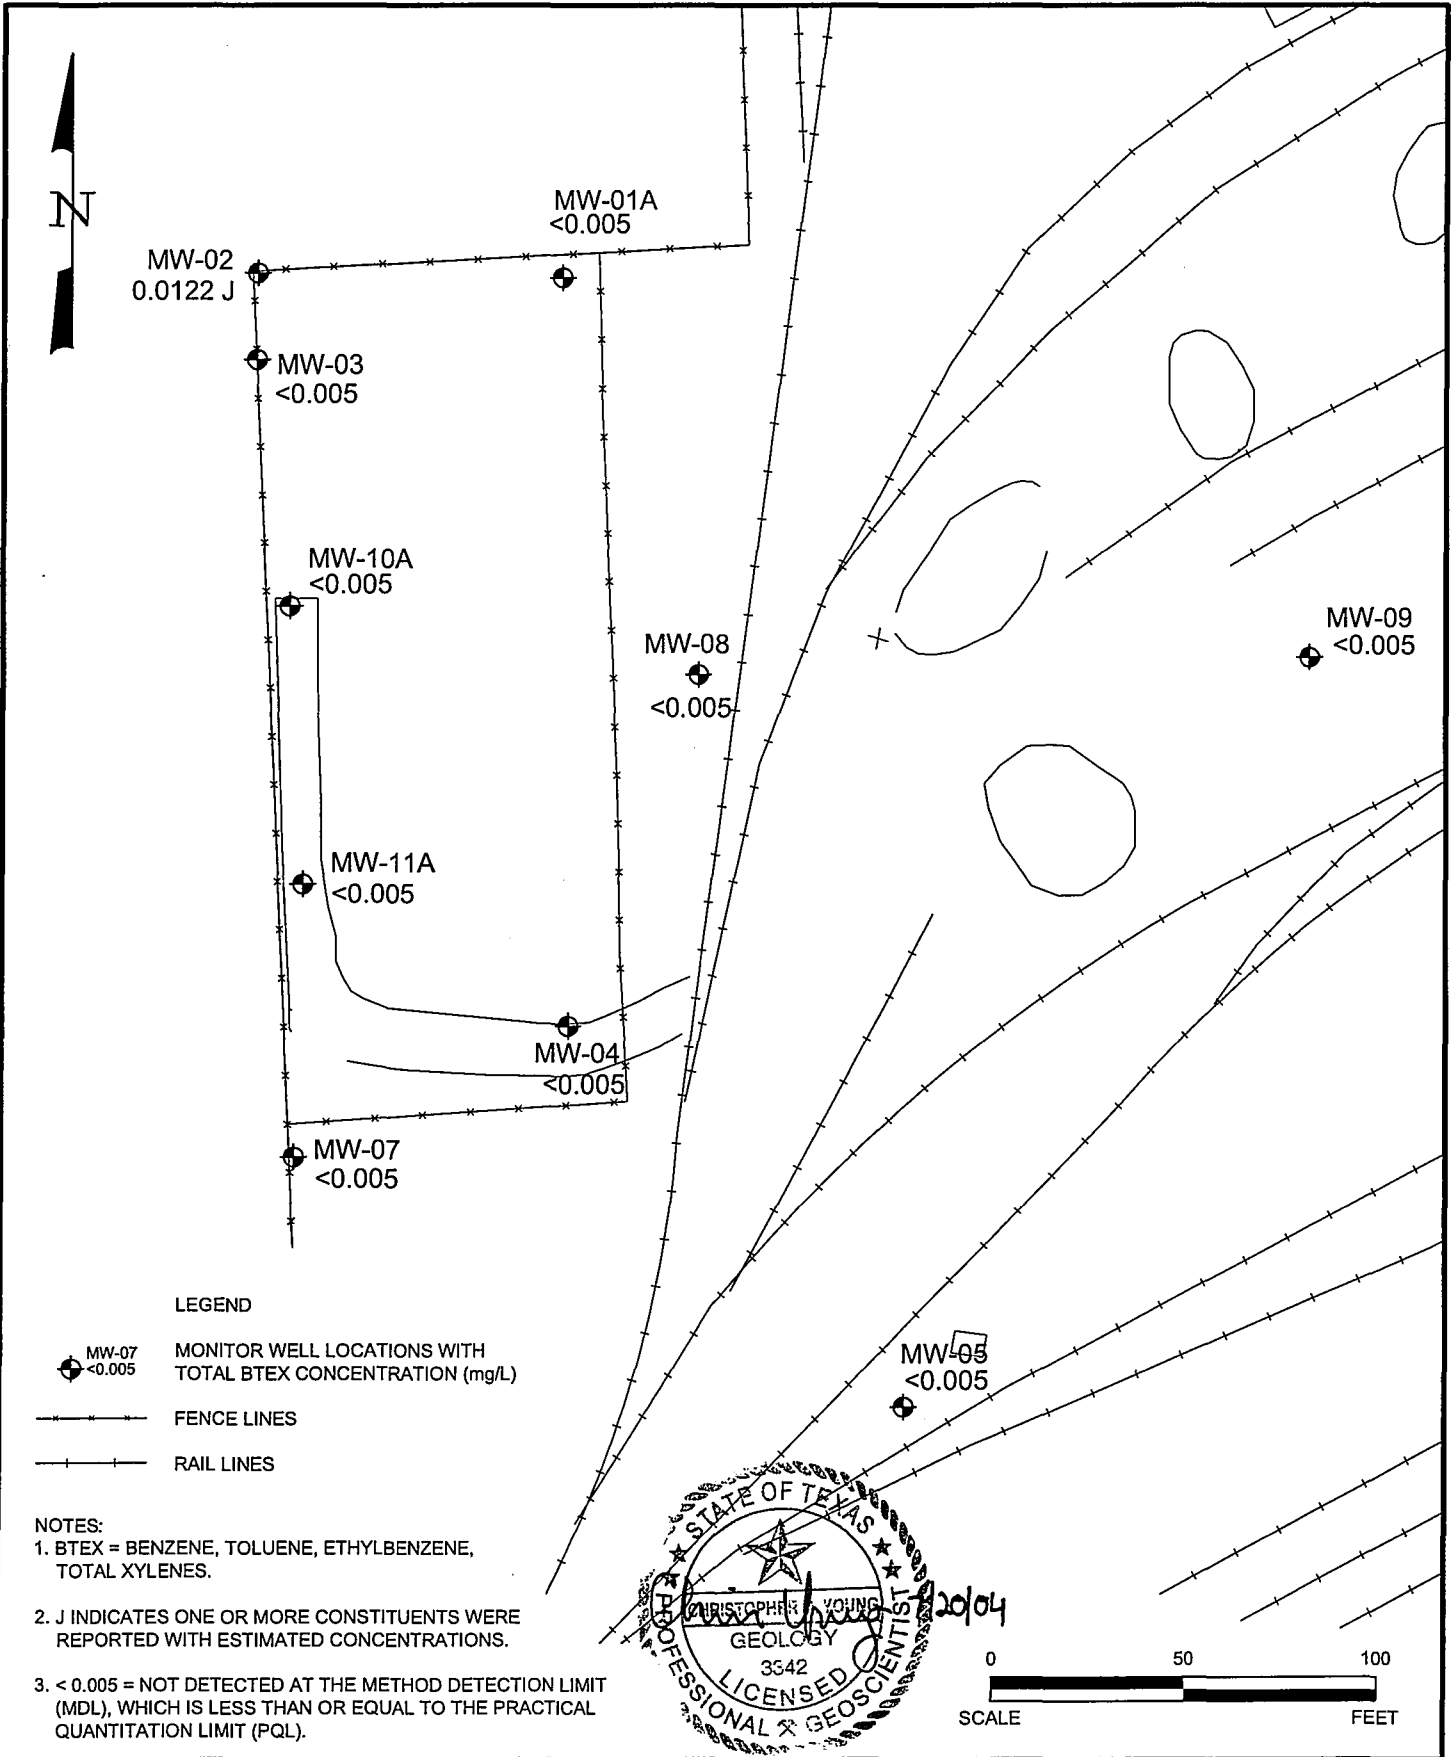 N
MW-01A
<0.005
MW-02
0.0122 J
MW-03
<0.005
MW-10A
<0.005
MW-08
<0.005
MW-09
<0.005
MW-11A
<0.005
MW-04
<0.005
MW-07
<0.005
MW-05
<0.005
LEGEND
MW-07
<0.005
MONITOR WELL LOCATIONS WITH
TOTAL BTEX CONCENTRATION (mg/L)
FENCE LINES
RAIL LINES
NOTES:
1. BTEX = BENZENE, TOLUENE, ETHYLBENZENE,
TOTAL XYLENES.
2. J INDICATES ONE OR MORE CONSTITUENTS WERE
REPORTED WITH ESTIMATED CONCENTRATIONS.
3. < 0.005 = NOT DETECTED AT THE METHOD DETECTION LIMIT
(MDL), WHICH IS LESS THAN OR EQUAL TO THE PRACTICAL
QUANTITATION LIMIT (PQL).
STATE OF TEXAS
YOUNG
GEOLOGY
3342
LICENSED
PROFESSIONAL GEOSCIENTIST
20/04
0 50 100
SCALE FEET